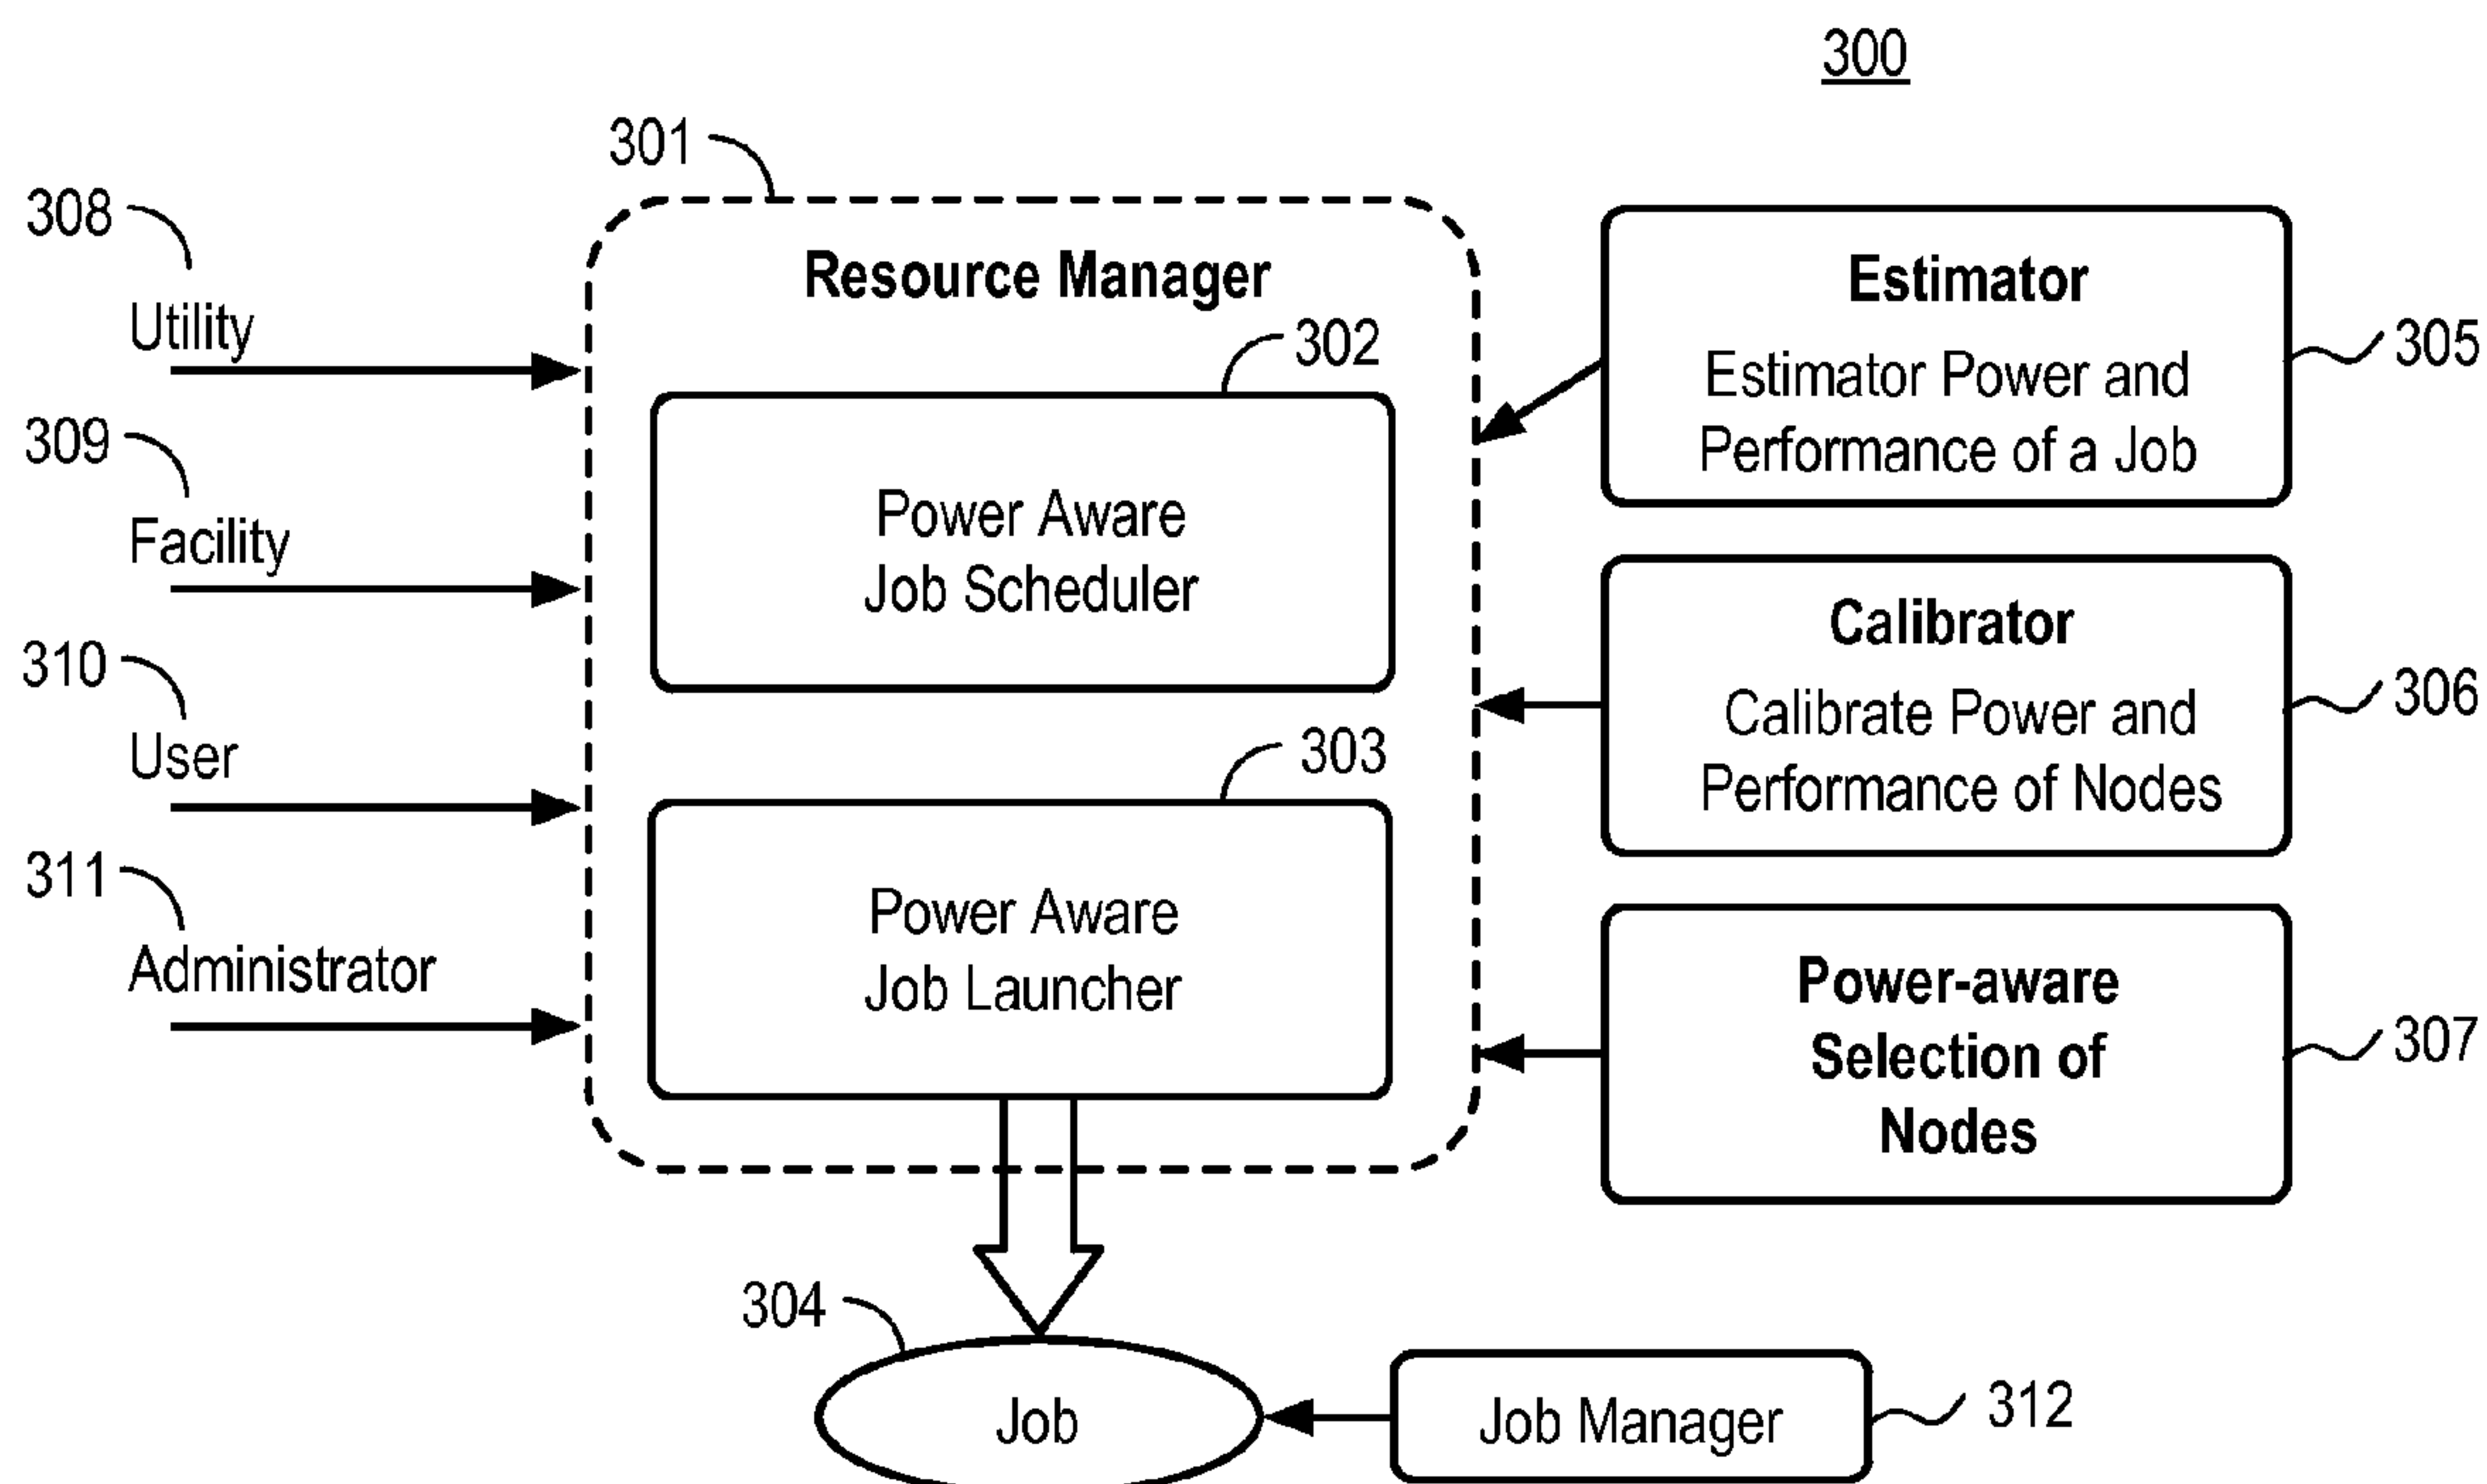 300
301
308
Utility
309
Facility
310
User
311
Administrator
Resource Manager
302
Power Aware
Job Scheduler
303
Power Aware
Job Launcher
Estimator
Estimator Power and
Performance of a Job
305
Calibrator
Calibrate Power and
Performance of Nodes
306
Power-aware
Selection of
Nodes
307
304
Job
Job Manager
312